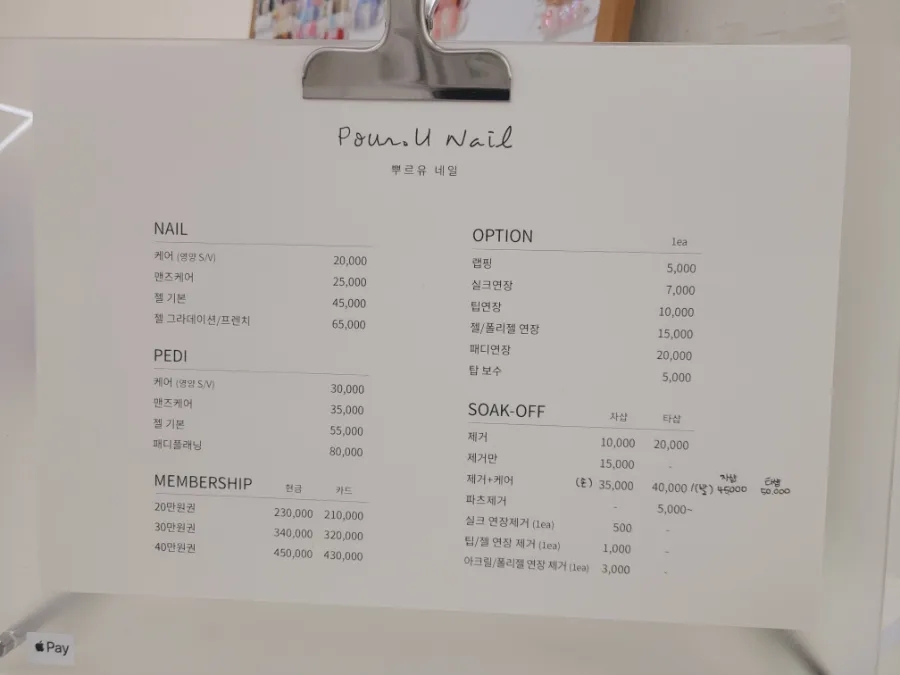 Pour.U Nail
뿌르유 네일
NAIL
케어 (영양 S/V) 20,000
맨즈케어 25,000
젤 기본 45,000
젤 그라데이션/프렌치 65,000
PEDI
케어 (영양 S/V) 30,000
맨즈케어 35,000
젤 기본 55,000
패디플래닝 80,000
MEMBERSHIP 현금 카드
20만원권 230,000 210,000
30만원권 340,000 320,000
40만원권 450,000 430,000
OPTION 1ea
랩핑 5,000
실크연장 7,000
팁연장 10,000
젤/폴리젤 연장 15,000
패디연장 20,000
탑 보수 5,000
SOAK-OFF 자샵 타샵
제거 10,000 20,000
제거만 15,000 -
제거+케어 (손) 35,000 40,000 /(발) 자샵 45000 타샵 50.000
파츠제거 - 5,000~
실크 연장제거 (1ea) 500 -
팁/젤 연장 제거 (1ea) 1,000 -
아크릴/폴리젤 연장 제거 (1ea) 3,000 -
Pay